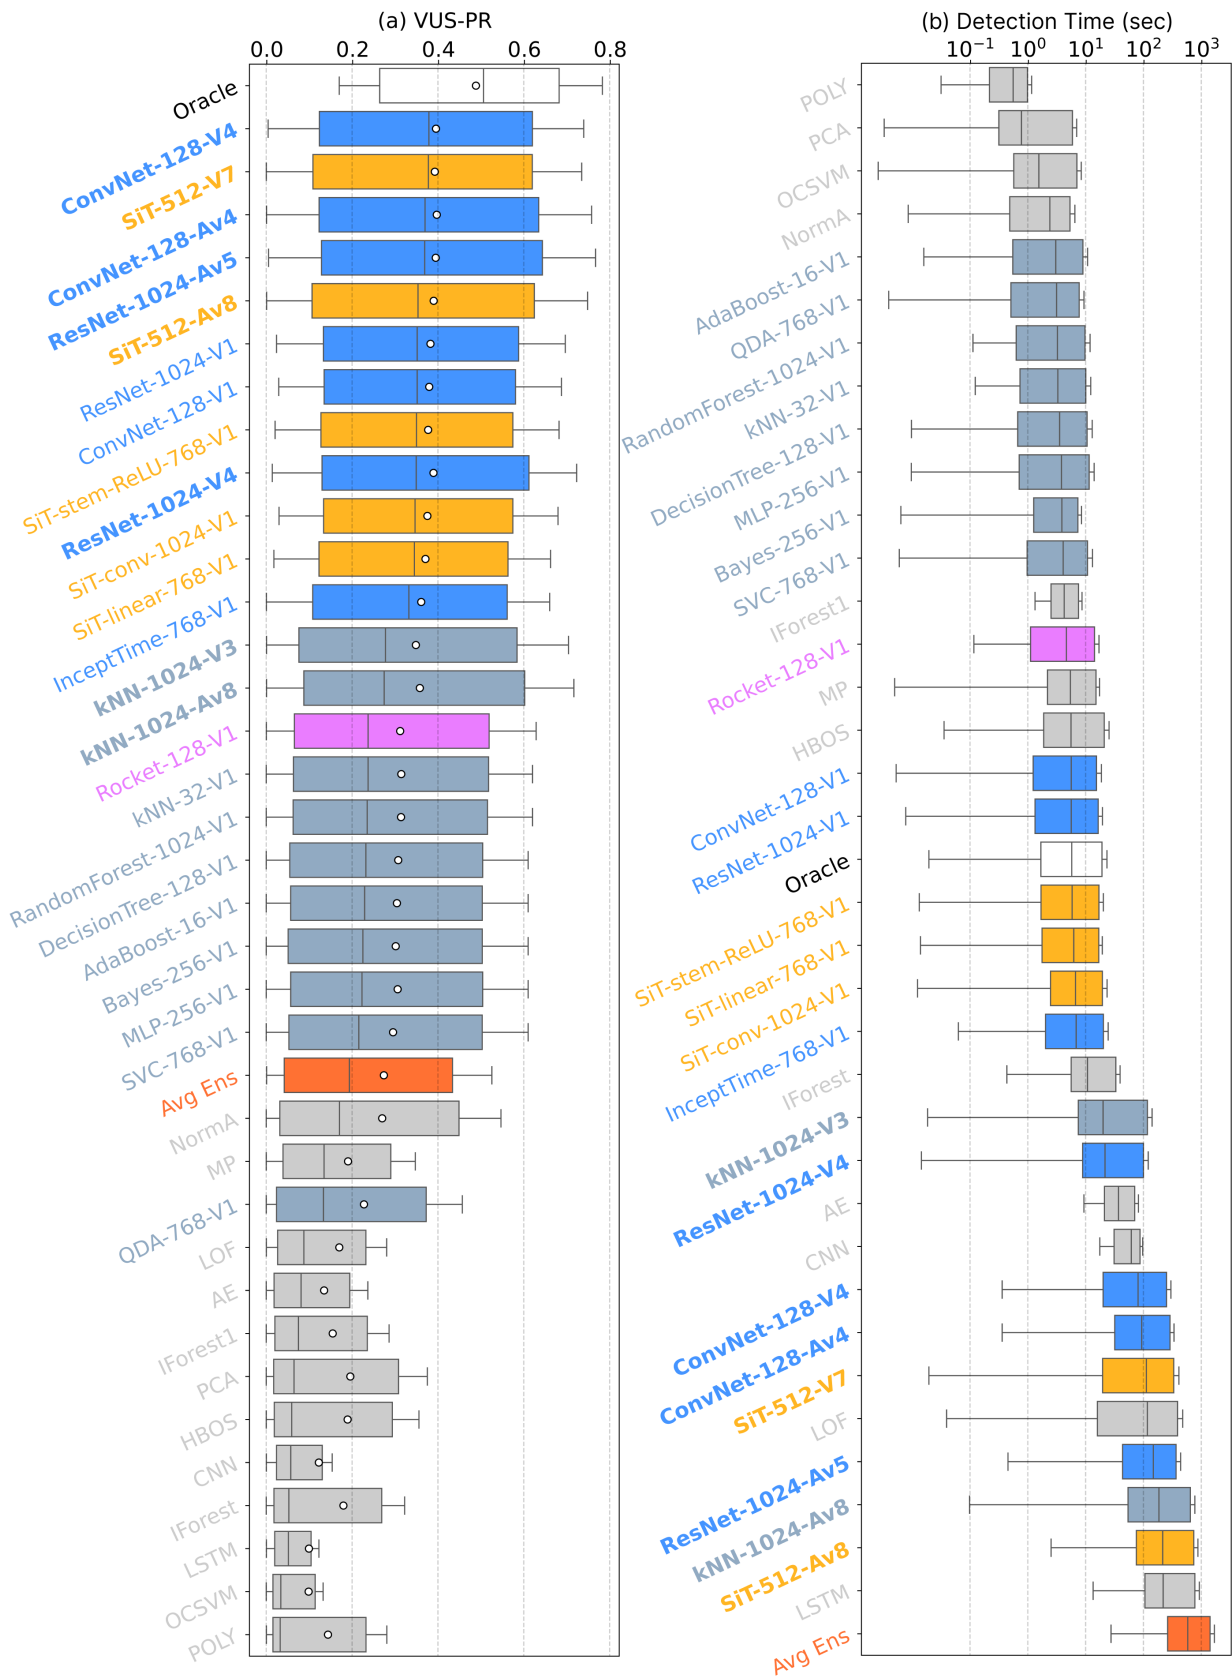 (a) VUS-PR
0.0 0.2 0.4 0.6 0.8
Oracle
ConvNet-128-V4
SiT-512-V7
ConvNet-128-Av4
ResNet-1024-Av5
SiT-512-Av8
ResNet-1024-V1
ConvNet-128-V1
SiT-stem-ReLU-768-V1
ResNet-1024-V4
SiT-conv-1024-V1
SiT-linear-768-V1
InceptTime-768-V1
kNN-1024-V3
kNN-1024-Av8
Rocket-128-V1
kNN-32-V1
RandomForest-1024-V1
DecisionTree-128-V1
AdaBoost-16-V1
Bayes-256-V1
MLP-256-V1
SVC-768-V1
Avg Ens
NormA
MP
QDA-768-V1
LOF
AE
IForest1
PCA
HBOS
CNN
IForest
LSTM
OCSVM
POLY
(b) Detection Time (sec)
10⁻¹ 10⁰ 10¹ 10² 10³
POLY
PCA
OCSVM
NormA
AdaBoost-16-V1
QDA-768-V1
RandomForest-1024-V1
kNN-32-V1
DecisionTree-128-V1
MLP-256-V1
Bayes-256-V1
SVC-768-V1
IForest1
Rocket-128-V1
MP
HBOS
ConvNet-128-V1
ResNet-1024-V1
Oracle
SiT-stem-ReLU-768-V1
SiT-linear-768-V1
SiT-conv-1024-V1
InceptTime-768-V1
IForest
kNN-1024-V3
ResNet-1024-V4
AE
CNN
ConvNet-128-V4
ConvNet-128-Av4
SiT-512-V7
LOF
ResNet-1024-Av5
kNN-1024-Av8
SiT-512-Av8
LSTM
Avg Ens